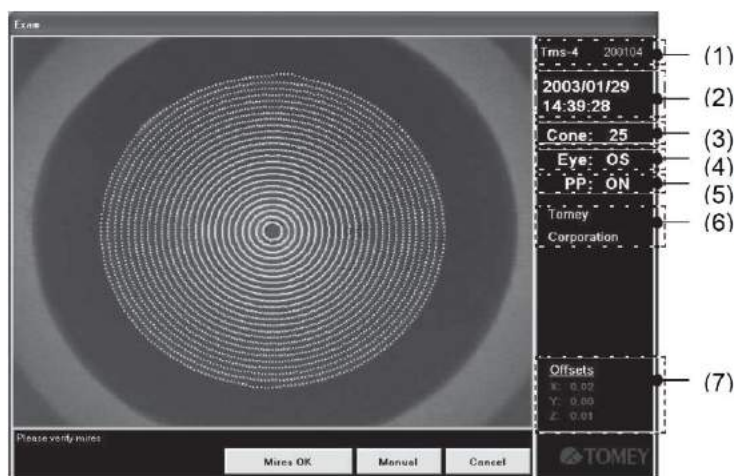 Exam
Tms-4 200104
(1)
2003/01/29
14:39:28
(2)
Cone: 25
(3)
Eye: OS
(4)
PP: ON
(5)
Tomey
Corporation
(6)
Offsets
X: 0.02
Y: 0.00
Z: 0.01
(7)
Please verify mires
Mires OK Manual Cancel
TOMEY